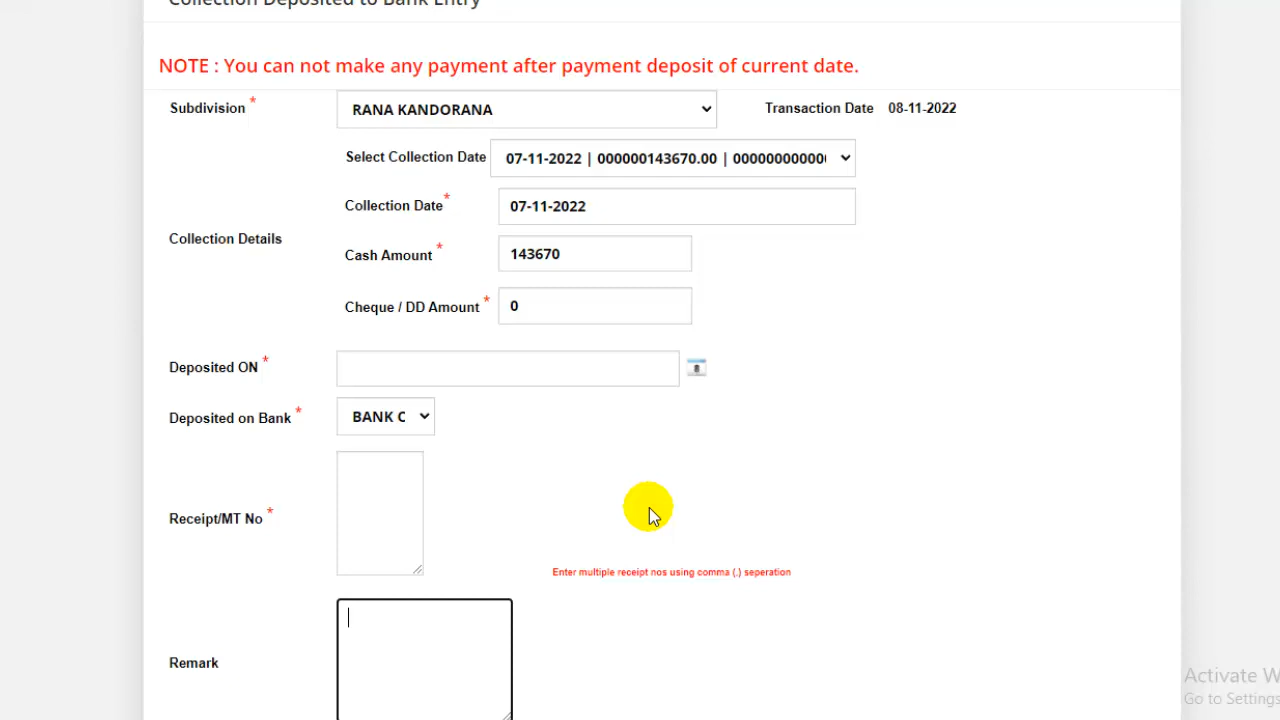 Collection Deposited to Bank Entry
NOTE : You can not make any payment after payment deposit of current date.
Subdivision * RANA KANDORANA Transaction Date 08-11-2022
Select Collection Date 07-11-2022 | 000000143670.00 |
Collection Date * 07-11-2022
Collection Details
Cash Amount * 143670
Cheque / DD Amount * 0
Deposited ON *
Deposited on Bank * BANK
Receipt/MT No *
Enter multiple receipt nos using comma (,) seperation
Remark
Activate
Go to Settings